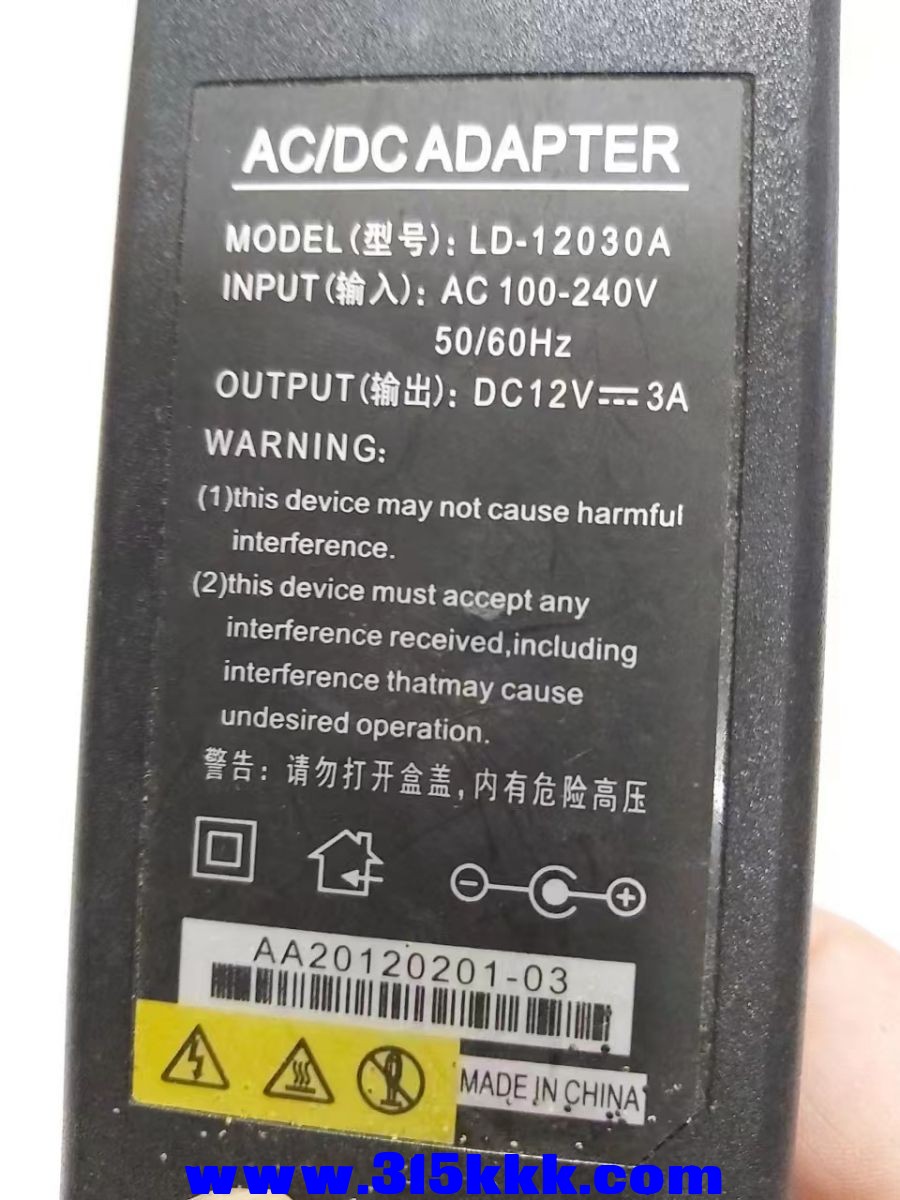 AC/DC ADAPTER
MODEL(型号): LD-12030A
INPUT(输入): AC 100-240V
50/60Hz
OUTPUT(输出): DC12V⎓3A
WARNING:
(1)this device may not cause harmful
interference.
(2)this device must accept any
interference received,including
interference thatmay cause
undesired operation.
警告: 请勿打开盒盖,内有危险高压
AA20120201-03
MADE IN CHINA
www.315kkk.com